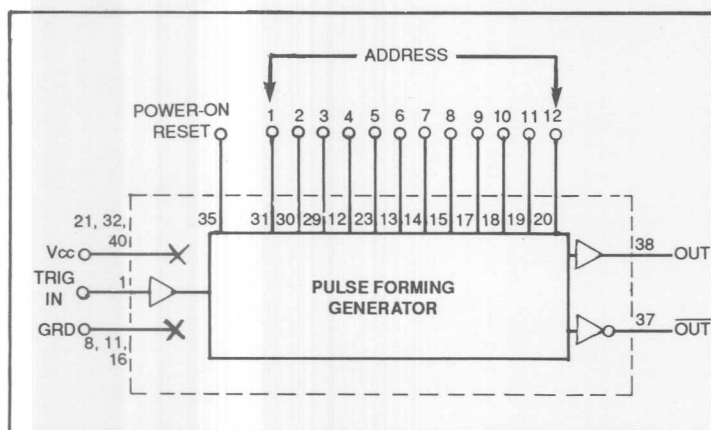 ADDRESS
POWER-ON
RESET
1 2 3 4 5 6 7 8 9 10 11 12
21, 32,
40
35 31 30 29 12 23 13 14 15 17 18 19 20
Vcc
TRIG
IN
1
GRD
8, 11,
16
PULSE FORMING
GENERATOR
38 OUT
37 OUT